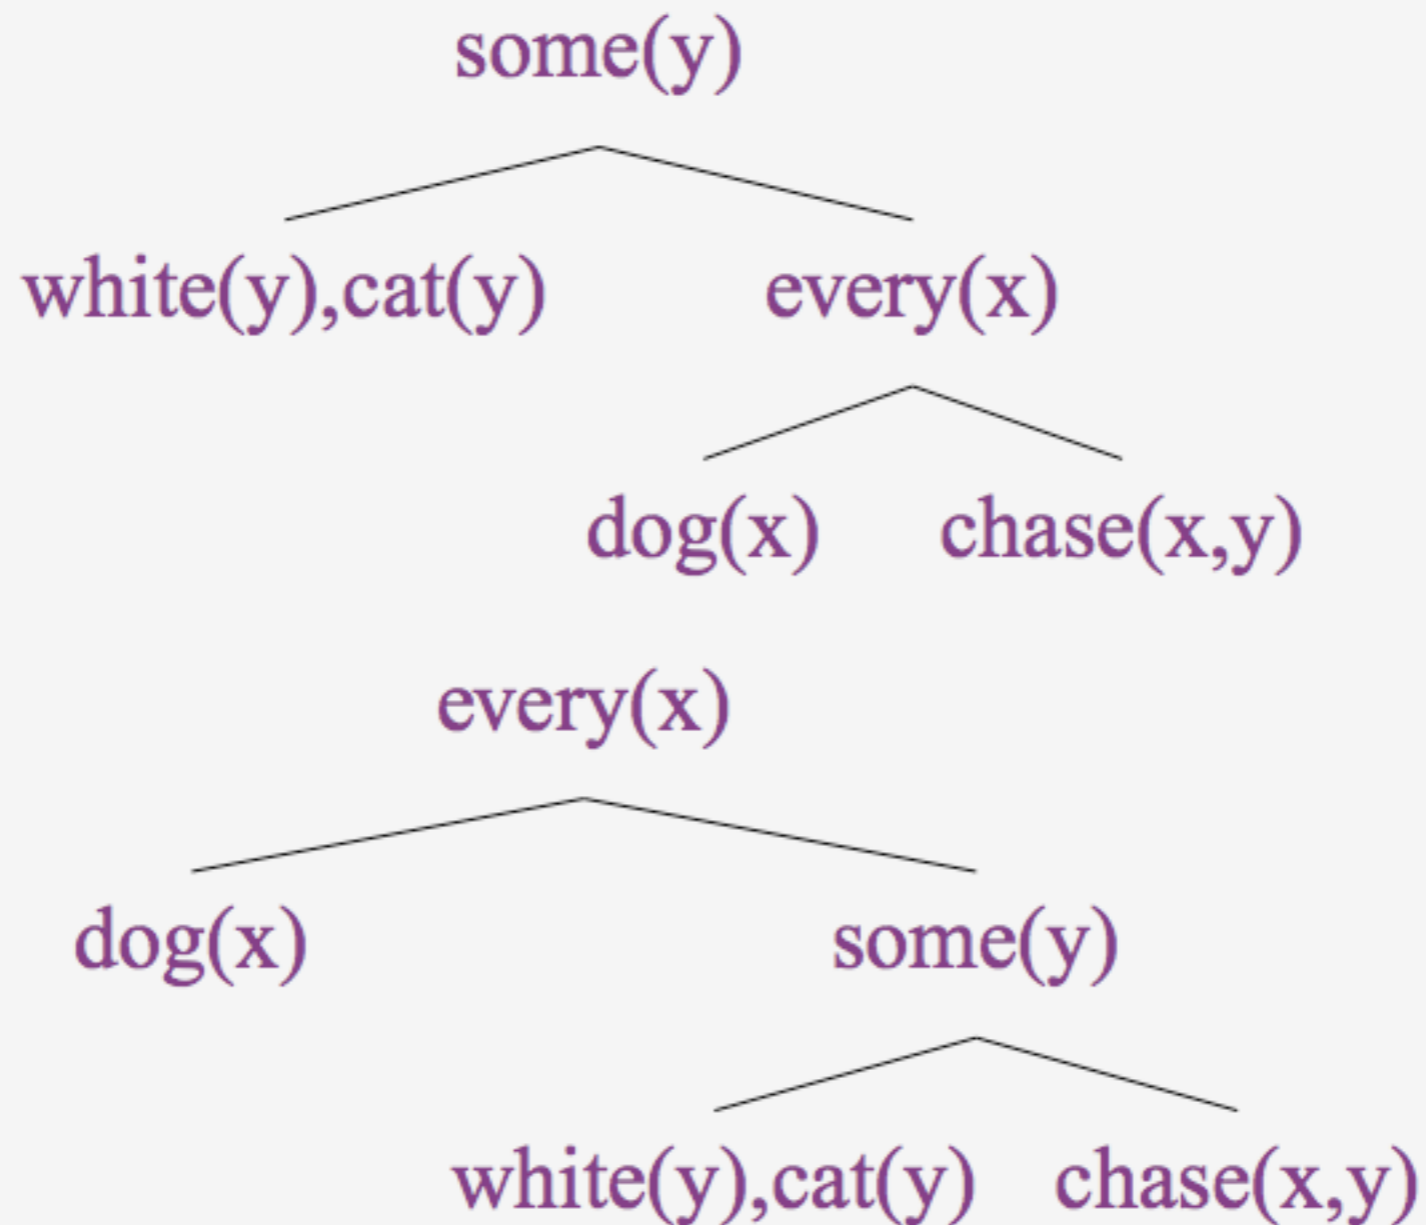 some(y)
white(y),cat(y) every(x)
dog(x) chase(x,y)
every(x)
dog(x) some(y)
white(y),cat(y) chase(x,y)